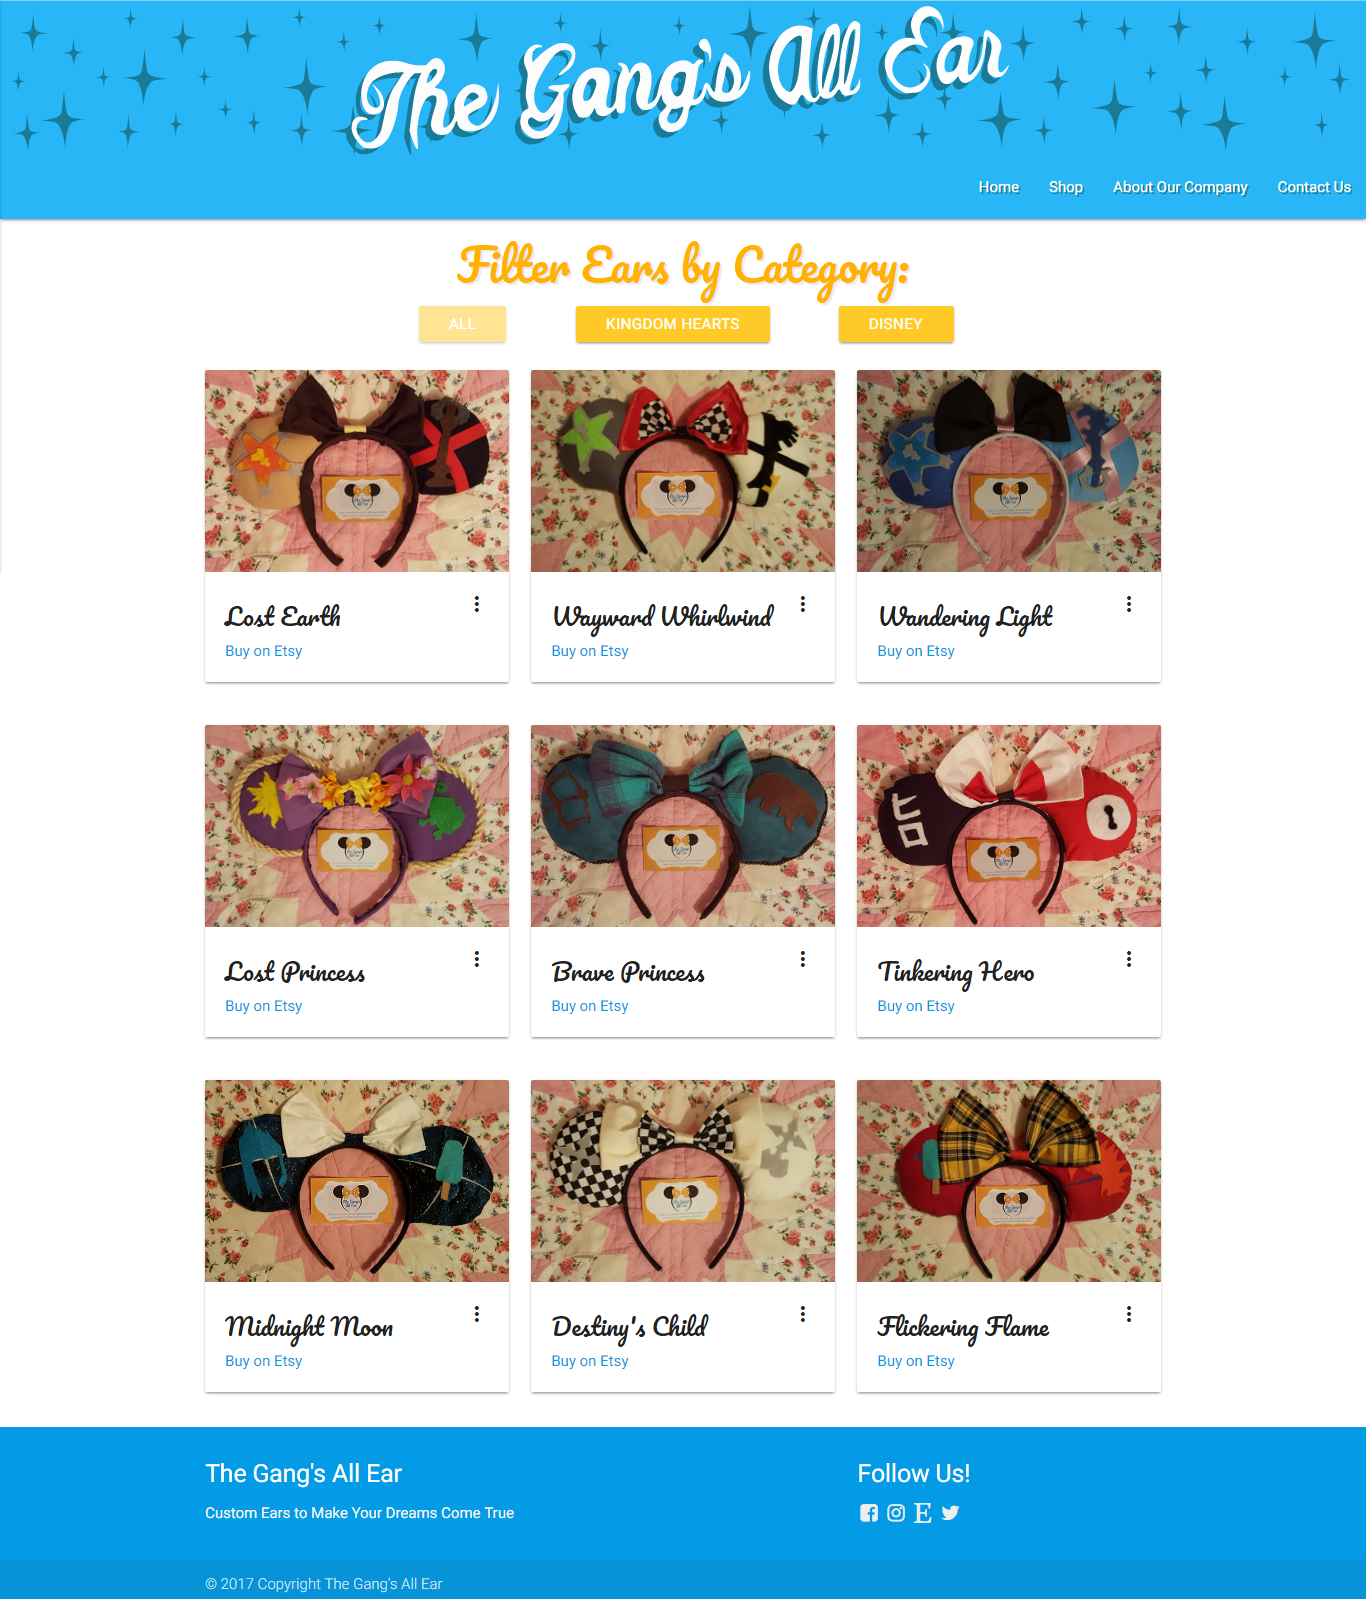 The Gang's All Ear
Home Shop About Our Company Contact Us
Filter Ears by Category:
ALL KINGDOM HEARTS DISNEY
Lost Earth
Buy on Etsy
Wayward Whirlwind
Buy on Etsy
Wandering Light
Buy on Etsy
Lost Princess
Buy on Etsy
Brave Princess
Buy on Etsy
Tinkering Hero
Buy on Etsy
Midnight Moon
Buy on Etsy
Destiny's Child
Buy on Etsy
Flickering Flame
Buy on Etsy
The Gang's All Ear
Custom Ears to Make Your Dreams Come True
Follow Us!
© 2017 Copyright The Gang's All Ear